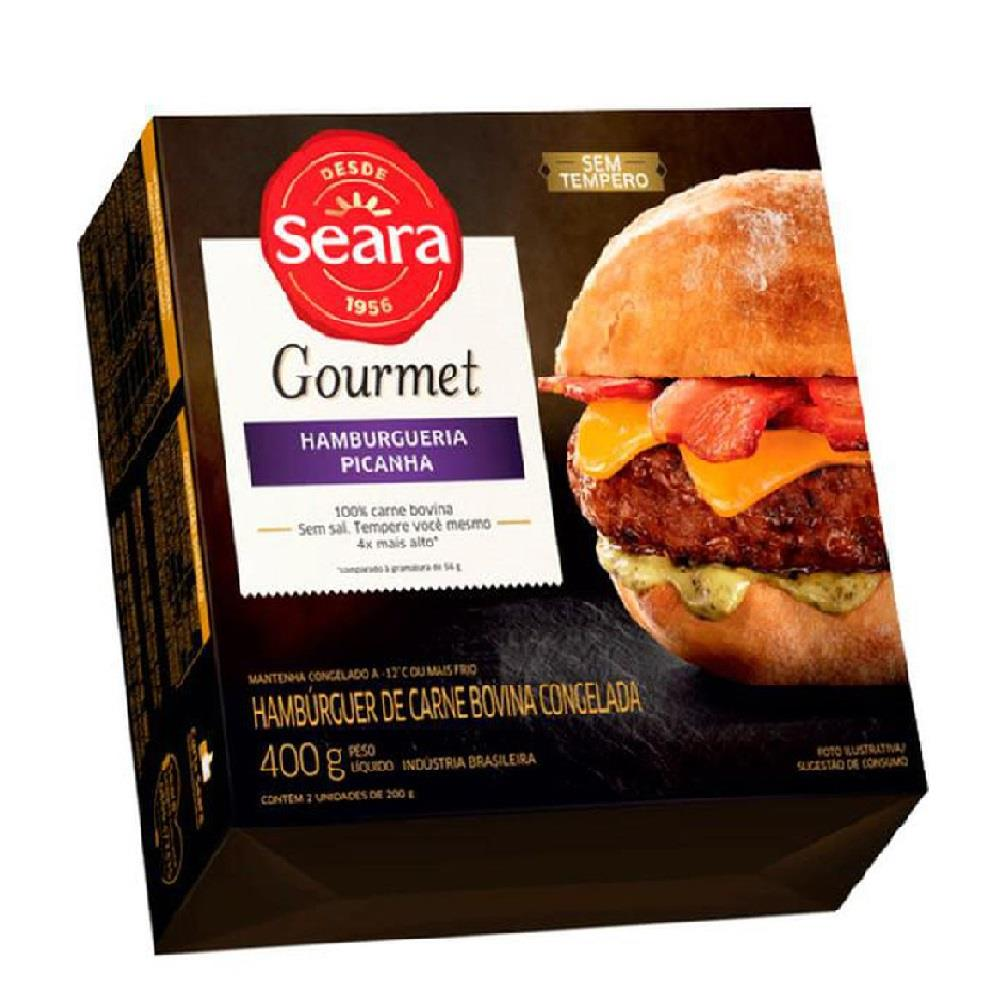 DESDE
Seara
1956
SEM
TEMPERO
Gourmet
HAMBURGUERIA
PICANHA
100% carne bovina
Sem sal. Tempere você mesmo
4x mais alto*
*comparado à gramatura de 56 g
MANTENHA CONGELADO A -12°C OU MAIS FRIO
HAMBÚRGUER DE CARNE BOVINA CONGELADA
400g PESO LÍQUIDO INDÚSTRIA BRASILEIRA
CONTÉM 2 UNIDADES DE 200 g
FOTO ILUSTRATIVA/
SUGESTÃO DE CONSUMO